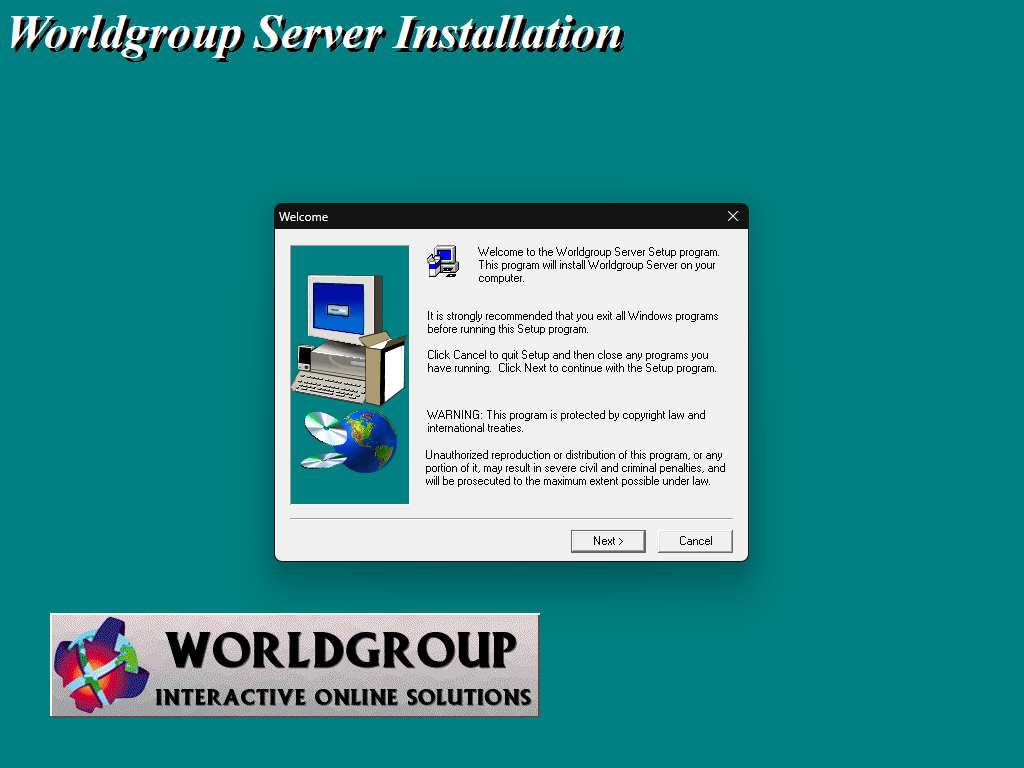 Worldgroup Server Installation
Welcome
Welcome to the Worldgroup Server Setup program.
This program will install Worldgroup Server on your
computer.
It is strongly recommended that you exit all Windows programs
before running this Setup program.
Click Cancel to quit Setup and then close any programs you
have running.  Click Next to continue with the Setup program.
WARNING: This program is protected by copyright law and
international treaties.
Unauthorized reproduction or distribution of this program, or any
portion of it, may result in severe civil and criminal penalties, and
will be prosecuted to the maximum extent possible under law.
Next >
Cancel
WORLDGROUP
INTERACTIVE ONLINE SOLUTIONS